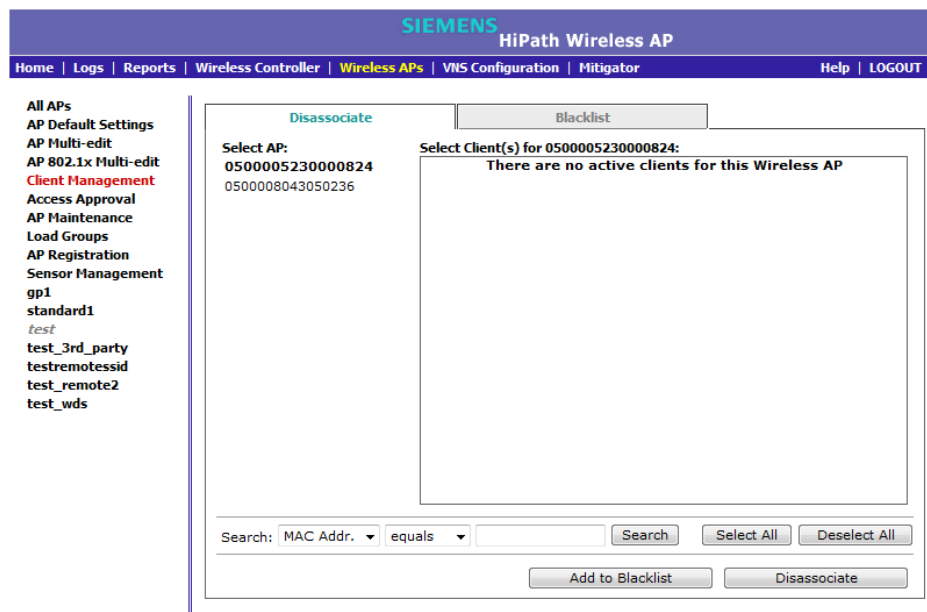 SIEMENS
HiPath Wireless AP
Home | Logs | Reports | Wireless Controller | Wireless APs | VNS Configuration | Mitigator Help | LOGOUT
All APs
AP Default Settings
AP Multi-edit
AP 802.1x Multi-edit
Client Management
Access Approval
AP Maintenance
Load Groups
AP Registration
Sensor Management
gp1
standard1
test
test_3rd_party
testremotessid
test_remote2
test_wds
Disassociate Blacklist
Select AP: Select Client(s) for 0500005230000824:
0500005230000824 There are no active clients for this Wireless AP
0500008043050236
Search: MAC Addr. equals Search Select All Deselect All
Add to Blacklist Disassociate